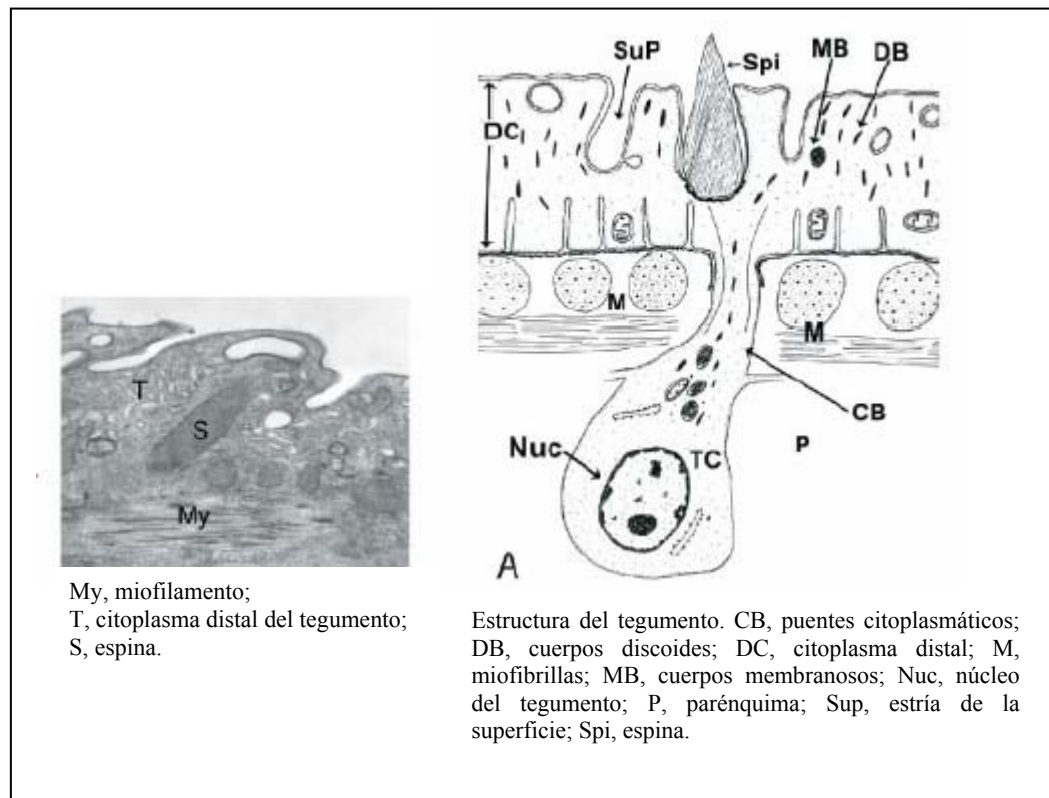 SuP
←Spi
MB
DB
DC
M
M
CB
Nuc
TC
P
A
T
S
My
My, miofilamento;
T, citoplasma distal del tegumento;
S, espina.
Estructura del tegumento. CB, puentes citoplasmáticos;
DB, cuerpos discoides; DC, citoplasma distal; M,
miofibrillas; MB, cuerpos membranosos; Nuc, núcleo
del tegumento; P, parénquima; Sup, estría de la
superficie; Spi, espina.